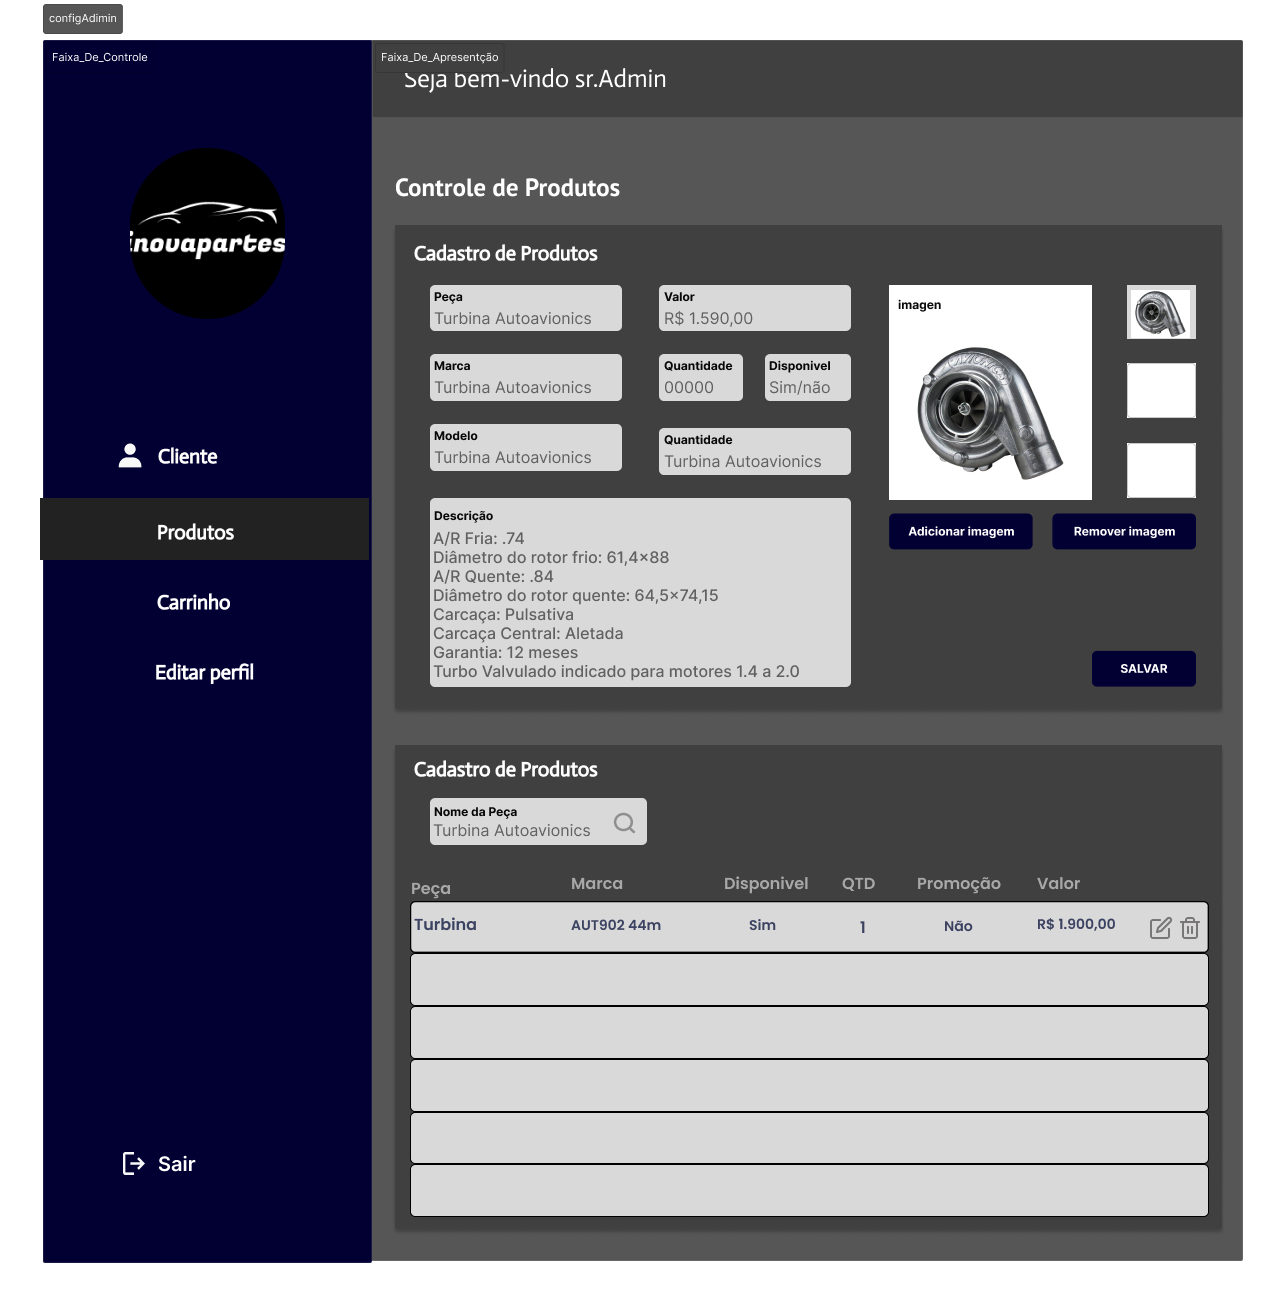 configAdimin
Faixa_De_Controle
Faixa_De_Apresentção
Seja bem-vindo sr.Admin
inovapartes
Cliente
Produtos
Carrinho
Editar perfil
Sair
Controle de Produtos
Cadastro de Produtos
Peça
Turbina Autoavionics
Valor
R$ 1.590,00
imagen
Marca
Turbina Autoavionics
Quantidade
00000
Disponivel
Sim/não
Modelo
Turbina Autoavionics
Quantidade
Turbina Autoavionics
Descrição
A/R Fria: .74
Diâmetro do rotor frio: 61,4×88
A/R Quente: .84
Diâmetro do rotor quente: 64,5×74,15
Carcaça: Pulsativa
Carcaça Central: Aletada
Garantia: 12 meses
Turbo Valvulado indicado para motores 1.4 a 2.0
Adicionar imagem
Remover imagem
SALVAR
Cadastro de Produtos
Nome da Peça
Turbina Autoavionics
Peça Marca Disponivel QTD Promoção Valor
Turbina AUT902 44m Sim 1 Não R$ 1.900,00